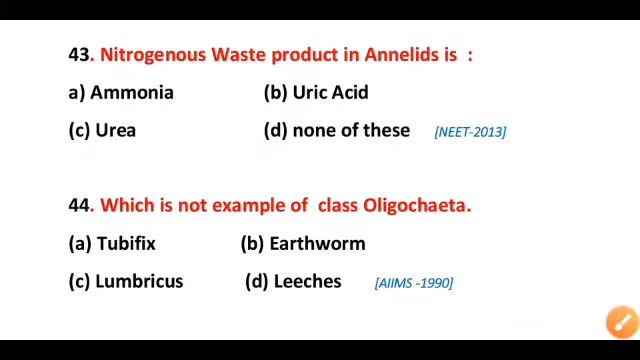 43. Nitrogenous Waste product in Annelids is :
a) Ammonia (b) Uric Acid
(c) Urea (d) none of these [NEET-2013]
44. Which is not example of class Oligochaeta.
(a) Tubifix (b) Earthworm
(c) Lumbricus (d) Leeches [AIIMS -1990]